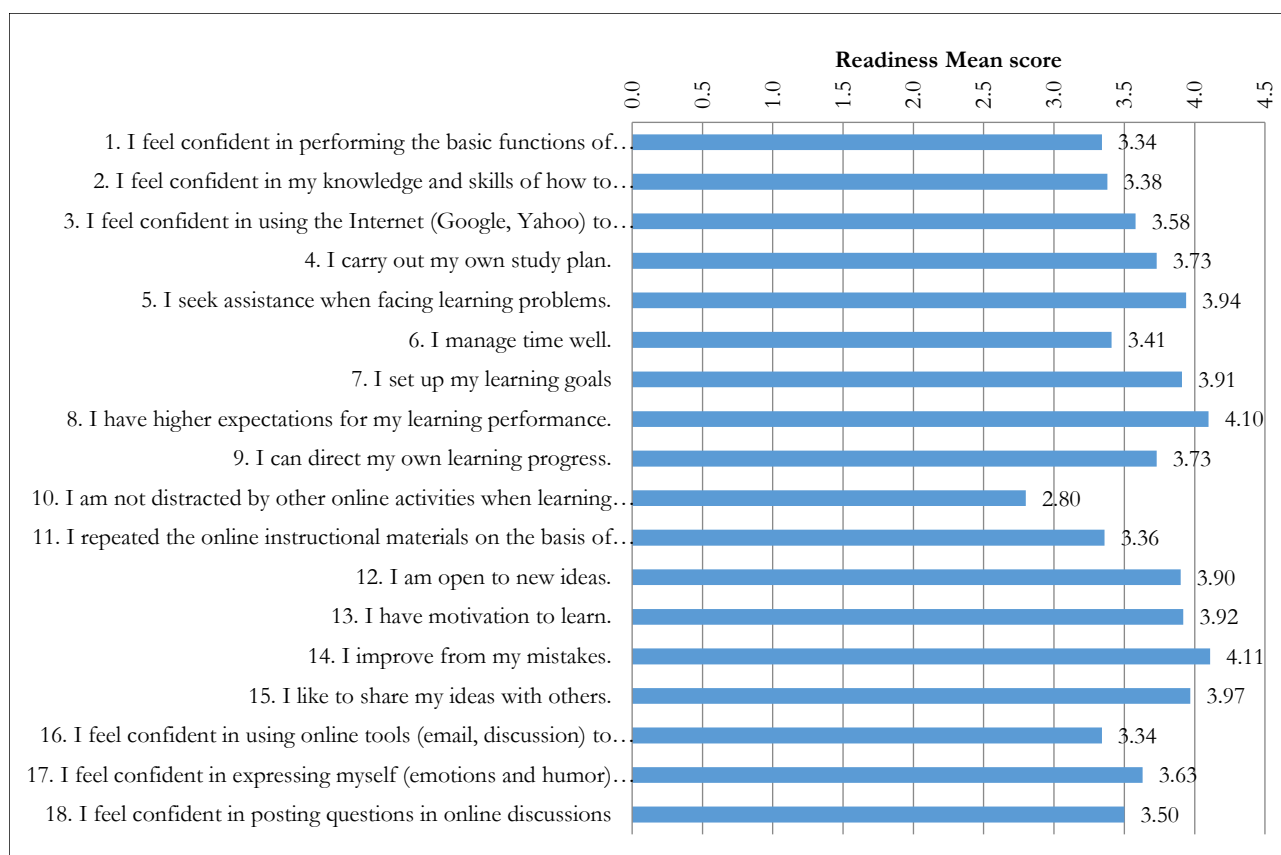 Readiness Mean score
0.0 0.5 1.0 1.5 2.0 2.5 3.0 3.5 4.0 4.5
1. I feel confident in performing the basic functions of… 3.34
2. I feel confident in my knowledge and skills of how to… 3.38
3. I feel confident in using the Internet (Google, Yahoo) to… 3.58
4. I carry out my own study plan. 3.73
5. I seek assistance when facing learning problems. 3.94
6. I manage time well. 3.41
7. I set up my learning goals 3.91
8. I have higher expectations for my learning performance. 4.10
9. I can direct my own learning progress. 3.73
10. I am not distracted by other online activities when learning… 2.80
11. I repeated the online instructional materials on the basis of… 3.36
12. I am open to new ideas. 3.90
13. I have motivation to learn. 3.92
14. I improve from my mistakes. 4.11
15. I like to share my ideas with others. 3.97
16. I feel confident in using online tools (email, discussion) to… 3.34
17. I feel confident in expressing myself (emotions and humor)… 3.63
18. I feel confident in posting questions in online discussions 3.50